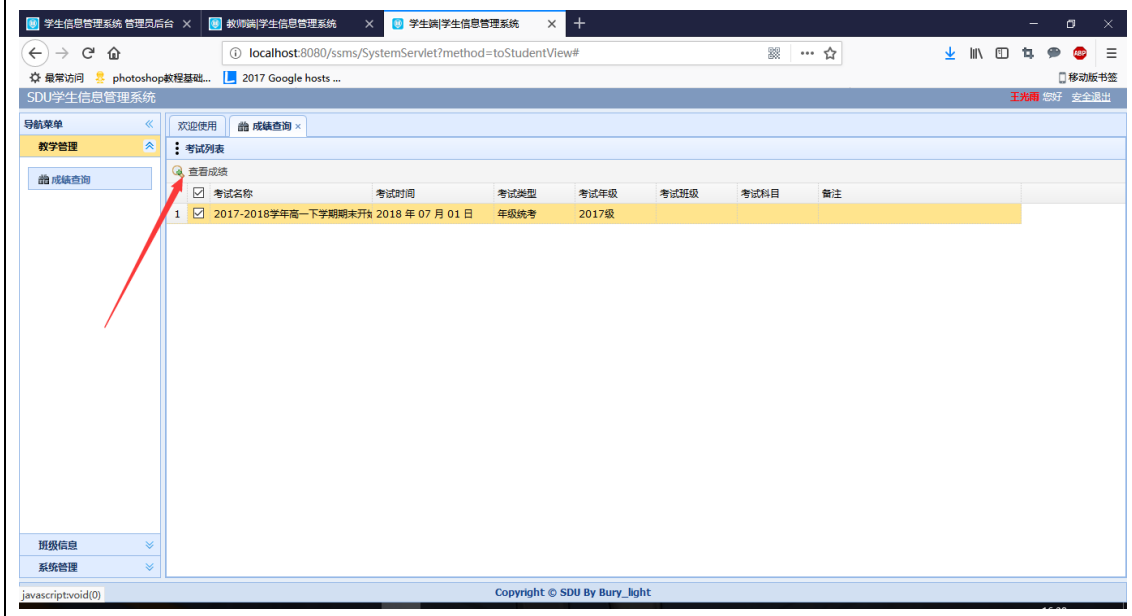 学生信息管理系统 管理员后台
教师端|学生信息管理系统
学生端|学生信息管理系统
localhost:8080/ssms/SystemServlet?method=toStudentView#
ABP
最常访问 photoshop教程基础... 2017 Google hosts ...
移动版书签
SDU学生信息管理系统
王光雨 您好 安全退出
导航菜单
欢迎使用 成绩查询
教学管理
考试列表
查看成绩
成绩查询
考试名称 考试时间 考试类型 考试年级 考试班级 考试科目 备注
1 2017-2018学年高一下学期期末 2018 年 07 月 01 日 年级统考 2017级
班级信息
系统管理
javascript:void(0)
Copyright © SDU By Bury_light